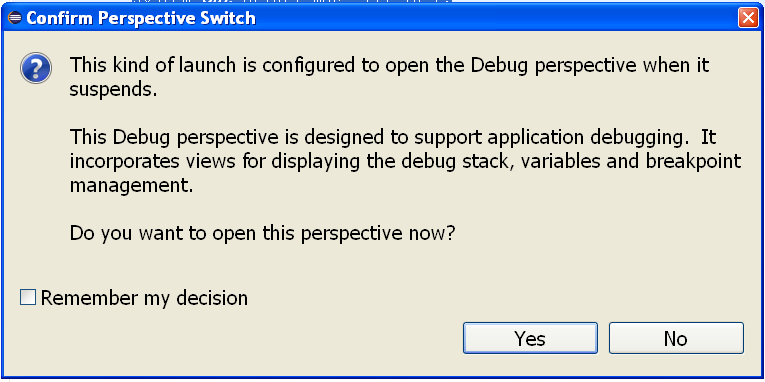 Confirm Perspective Switch
This kind of launch is configured to open the Debug perspective when it
suspends.
This Debug perspective is designed to support application debugging.  It
incorporates views for displaying the debug stack, variables and breakpoint
management.
Do you want to open this perspective now?
Remember my decision
Yes
No